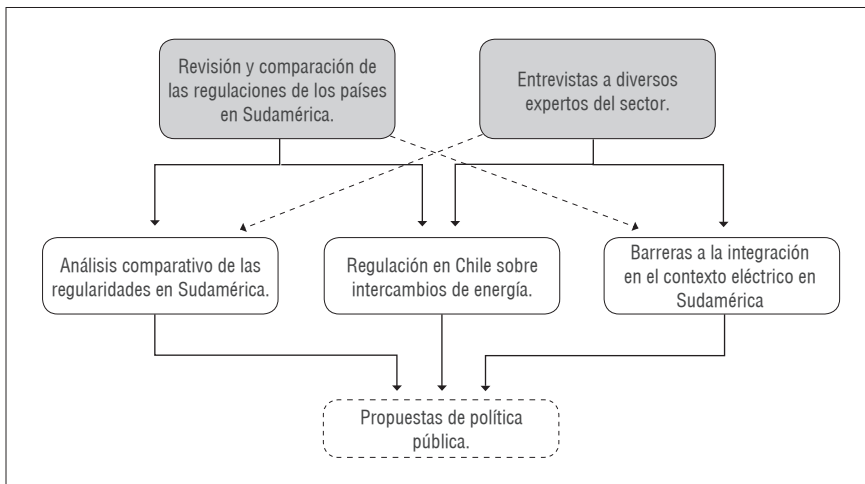 Revisión y comparación de
las regulaciones de los países
en Sudamérica.
Entrevistas a diversos
expertos del sector.
Análisis comparativo de las
regularidades en Sudamérica.
Regulación en Chile sobre
intercambios de energía.
Barreras a la integración
en el contexto eléctrico en
Sudamérica
Propuestas de política
pública.